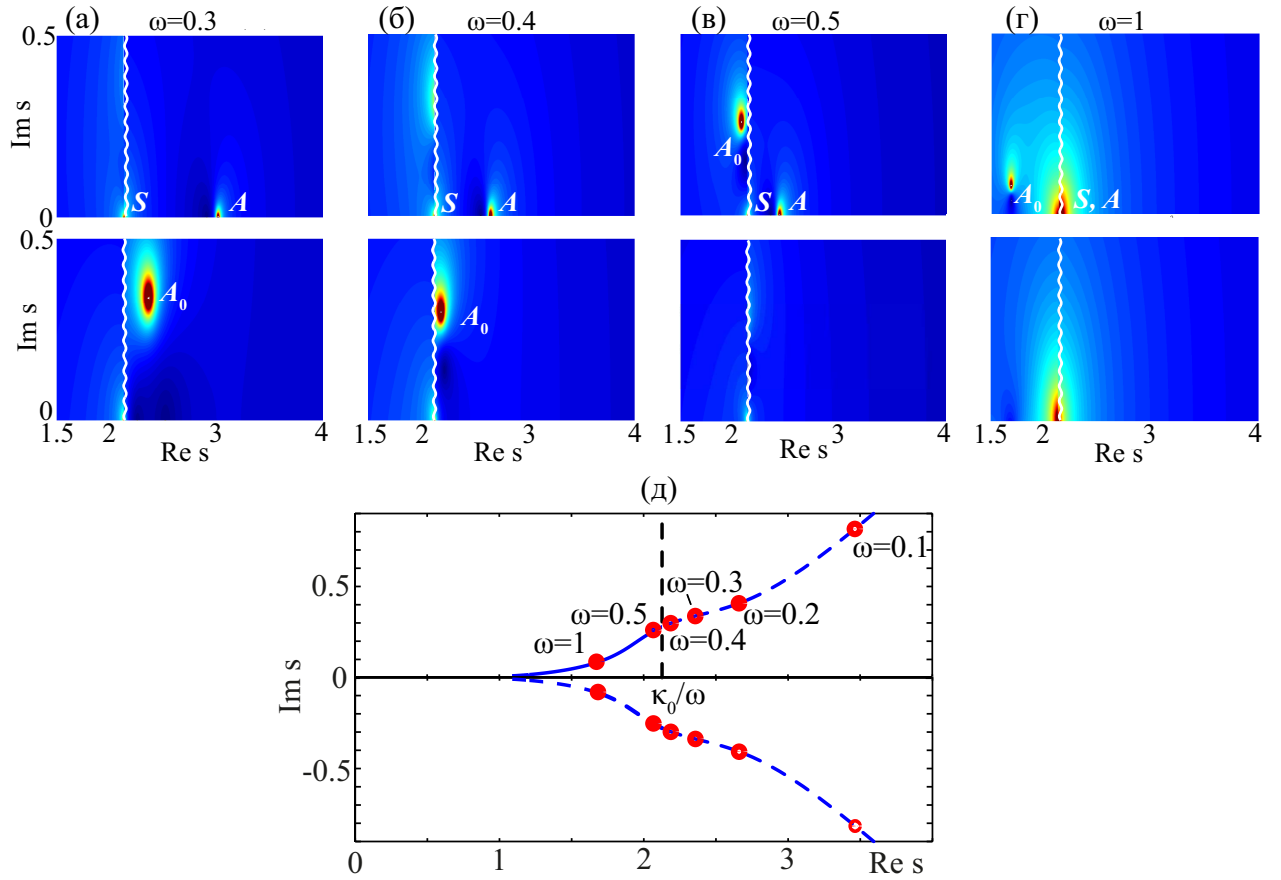 (а) ω=0.3 (б) ω=0.4 (в) ω=0.5 (г) ω=1
0.5
Im s
A₀
S A S A S A A₀ S, A
0
0.5
Im s
A₀ A₀
0
1.5 2 3 4 1.5 2 3 4 1.5 2 3 4 1.5 2 3 4
Re s Re s Re s Re s
(д)
ω=0.1
0.5 ω=0.3
ω=0.5 ω=0.2
ω=1 ω=0.4
0
Im s κ₀/ω
-0.5
0 1 2 3 Re s